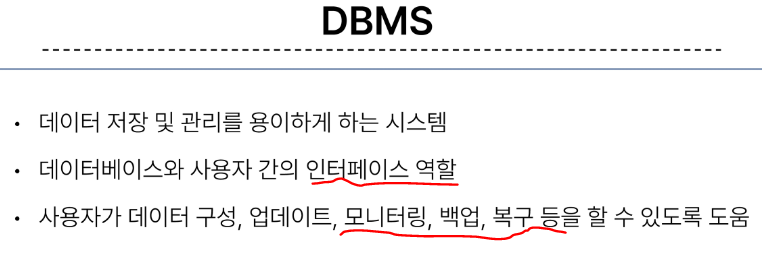 DBMS
• 데이터 저장 및 관리를 용이하게 하는 시스템
• 데이터베이스와 사용자 간의 인터페이스 역할
• 사용자가 데이터 구성, 업데이트, 모니터링, 백업, 복구 등을 할 수 있도록 도움